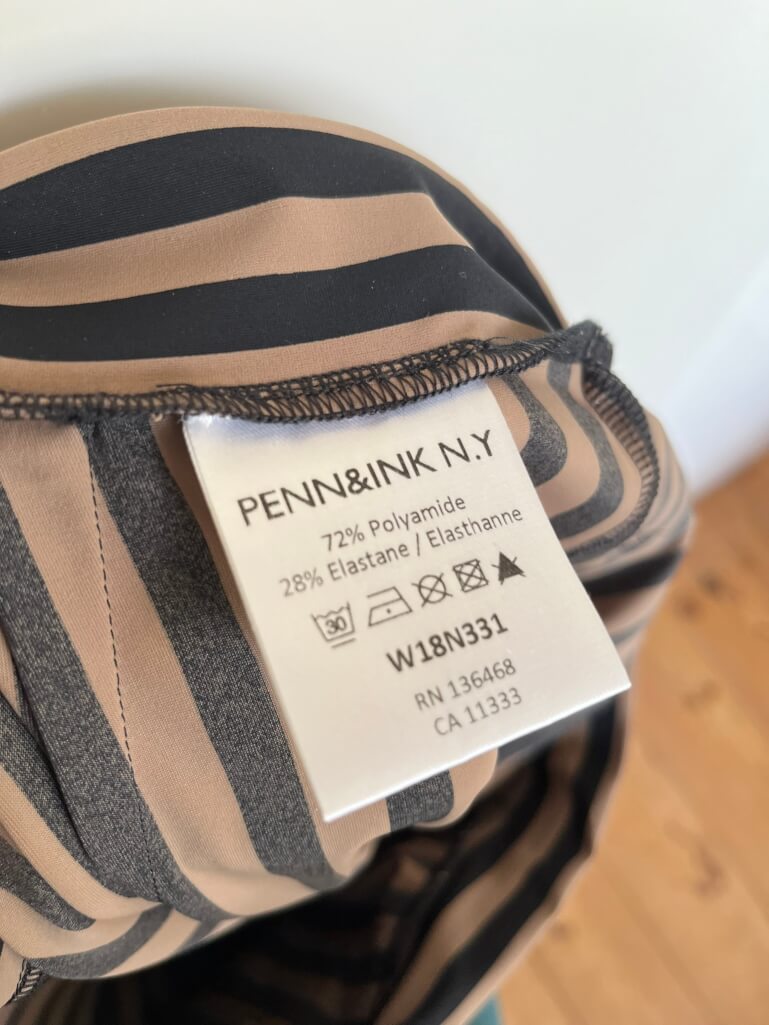 PENN&INK N.Y
72% Polyamide
28% Elastane / Elasthanne
30
W18N331
RN 136468
CA 11333